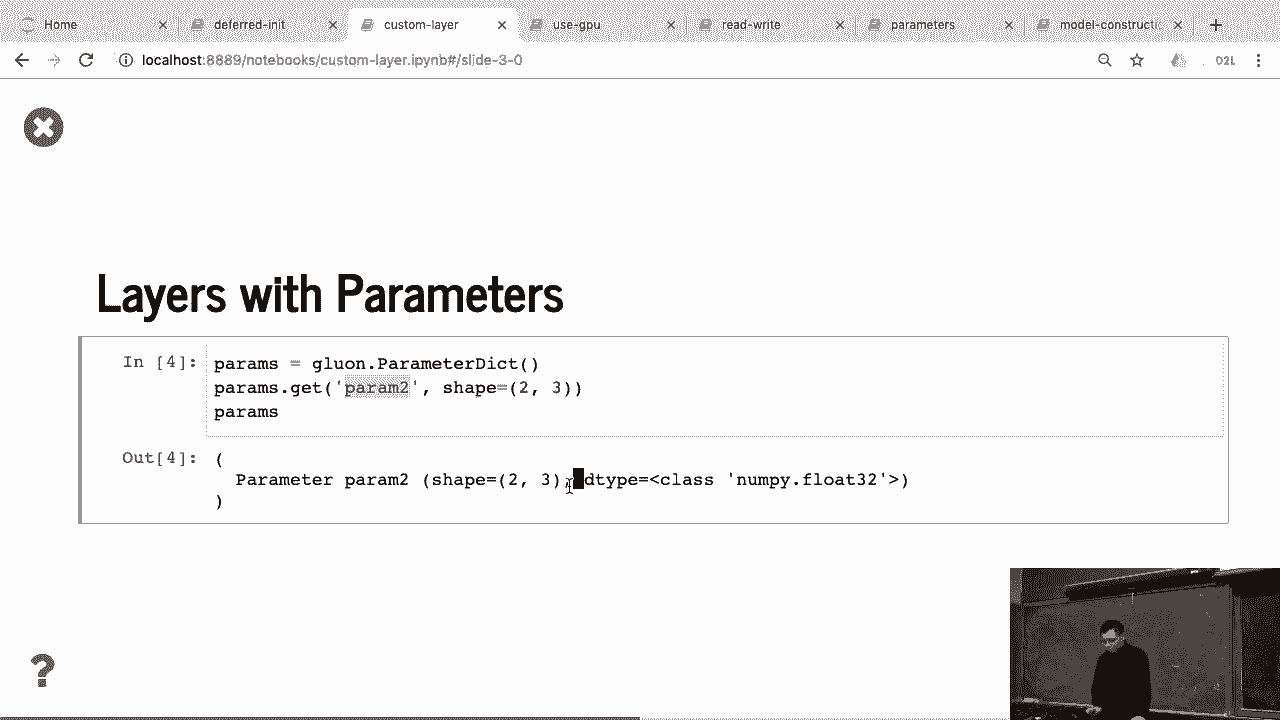 Home
deferred-init
custom-layer
use-gpu
read-write
parameters
model-constructi
localhost:8889/notebooks/custom-layer.ipynb#/slide-3-0
D2L
Layers with Parameters
In [4]:
params = gluon.ParameterDict()
params.get('param2', shape=(2, 3))
params
Out[4]:
(
Parameter param2 (shape=(2, 3), dtype=<class 'numpy.float32'>)
)
?